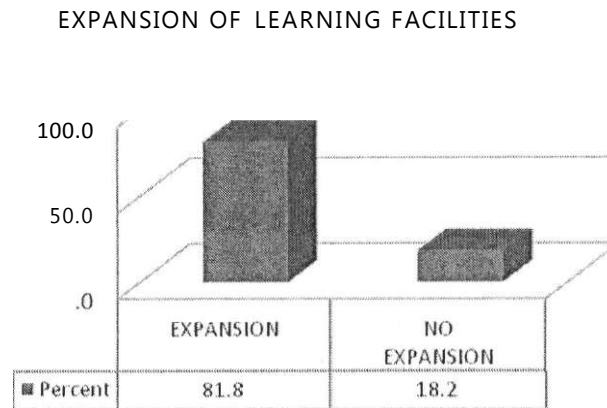 EXPANSION OF LEARNING FACILITIES
100.0
50.0
.0
EXPANSION
NO
EXPANSION
Percent 81.8 18.2